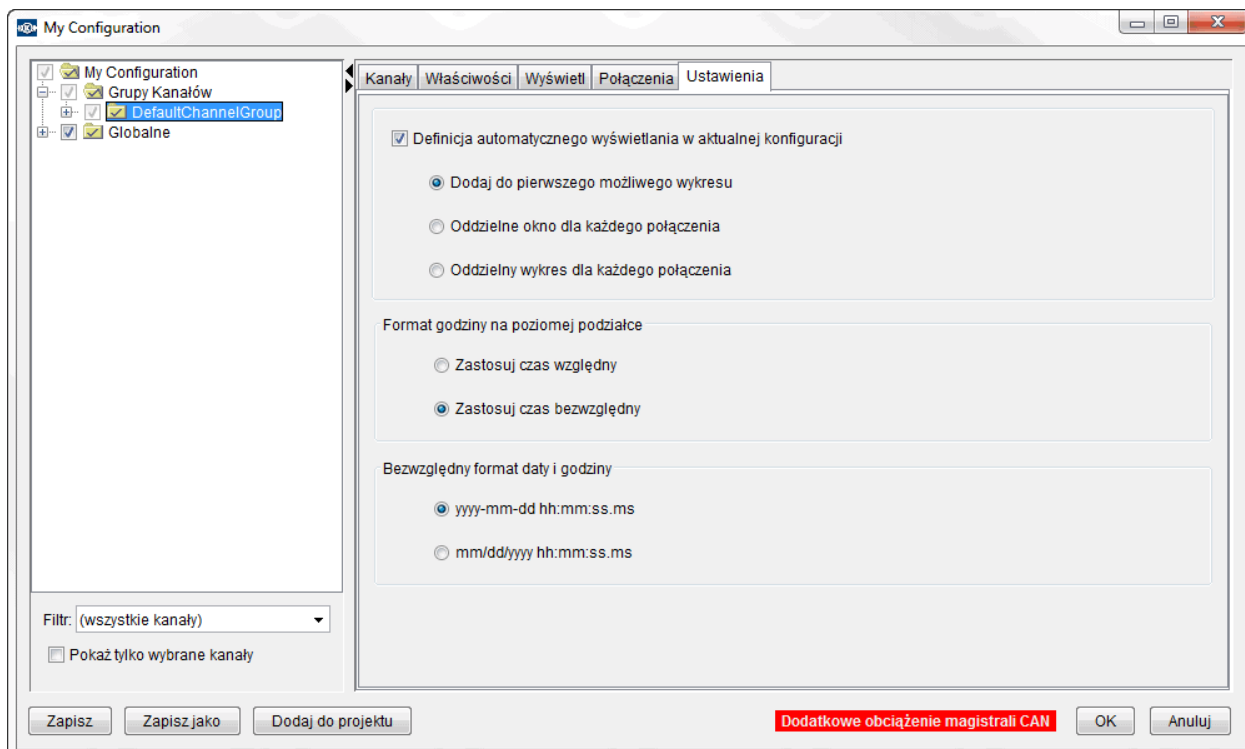 My Configuration
My Configuration
Grupy Kanałów
DefaultChannelGroup
Globalne
Filtr: (wszystkie kanały)
Pokaż tylko wybrane kanały
Kanały Właściwości Wyświetl Połączenia Ustawienia
Definicja automatycznego wyświetlania w aktualnej konfiguracji
Dodaj do pierwszego możliwego wykresu
Oddzielne okno dla każdego połączenia
Oddzielny wykres dla każdego połączenia
Format godziny na poziomej podziałce
Zastosuj czas względny
Zastosuj czas bezwzględny
Bezwzględny format daty i godziny
yyyy-mm-dd hh:mm:ss.ms
mm/dd/yyyy hh:mm:ss.ms
Zapisz Zapisz jako Dodaj do projektu Dodatkowe obciążenie magistrali CAN OK Anuluj